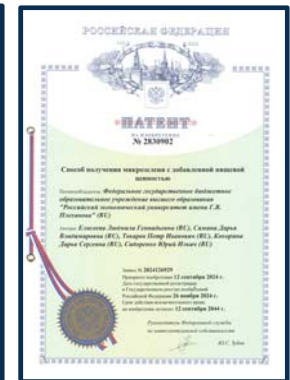 РОССИЙСКАЯ ФЕДЕРАЦИЯ
ПАТЕНТ
НА ИЗОБРЕТЕНИЕ
№ 2830902
Способ получения микрозелени с добавленной пищевой
ценностью
Патентообладатель: Федеральное государственное бюджетное
образовательное учреждение высшего образования
"Российский экономический университет имени Г.В.
Плеханова" (RU)
Авторы: Елисеева Людмила Геннадьевна (RU), Симина Дарья
Владимировна (RU), Токарев Петр Иванович (RU),
Дарья Сергеевна (RU), Сидоренко Юрий Ильич (RU)
Заявка № 2024126929
Приоритет изобретения 12 сентября 2024 г.
Дата государственной регистрации
в Государственном реестре изобретений
Российской Федерации 26 ноября 2024 г.
Срок действия исключительного права
на изобретение истекает 12 сентября 2044 г.
Руководитель Федеральной службы
по интеллектуальной собственности
Ю.С. Зубов